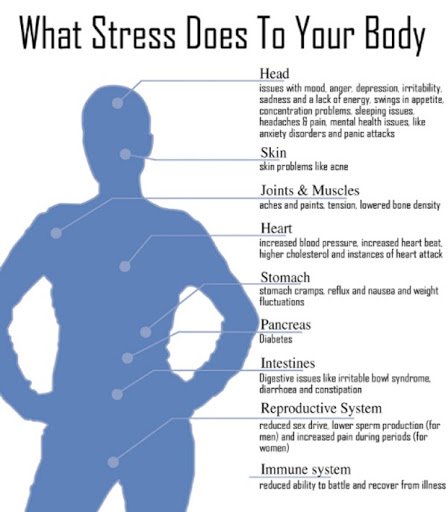 What Stress Does To Your Body
Head
issues with mood, anger, depression, irritability,
sadness and a lack of energy, swings in appetite,
concentration problems, sleeping issues,
headaches & pain, mental health issues, like
anxiety disorders and panic attacks
Skin
skin problems like acne
Joints & Muscles
aches and paints, tension, lowered bone density
Heart
increased blood pressure, increased heart beat,
higher cholesterol and instances of heart attack
Stomach
stomach cramps, reflux and nausea and weight
fluctuations
Pancreas
Diabetes
Intestines
Digestive issues like irritable bowl syndrome,
diarrhoea and constipation
Reproductive System
reduced sex drive, lower sperm production (for
men) and increased pain during periods (for
women)
Immune system
reduced ability to battle and recover from illness